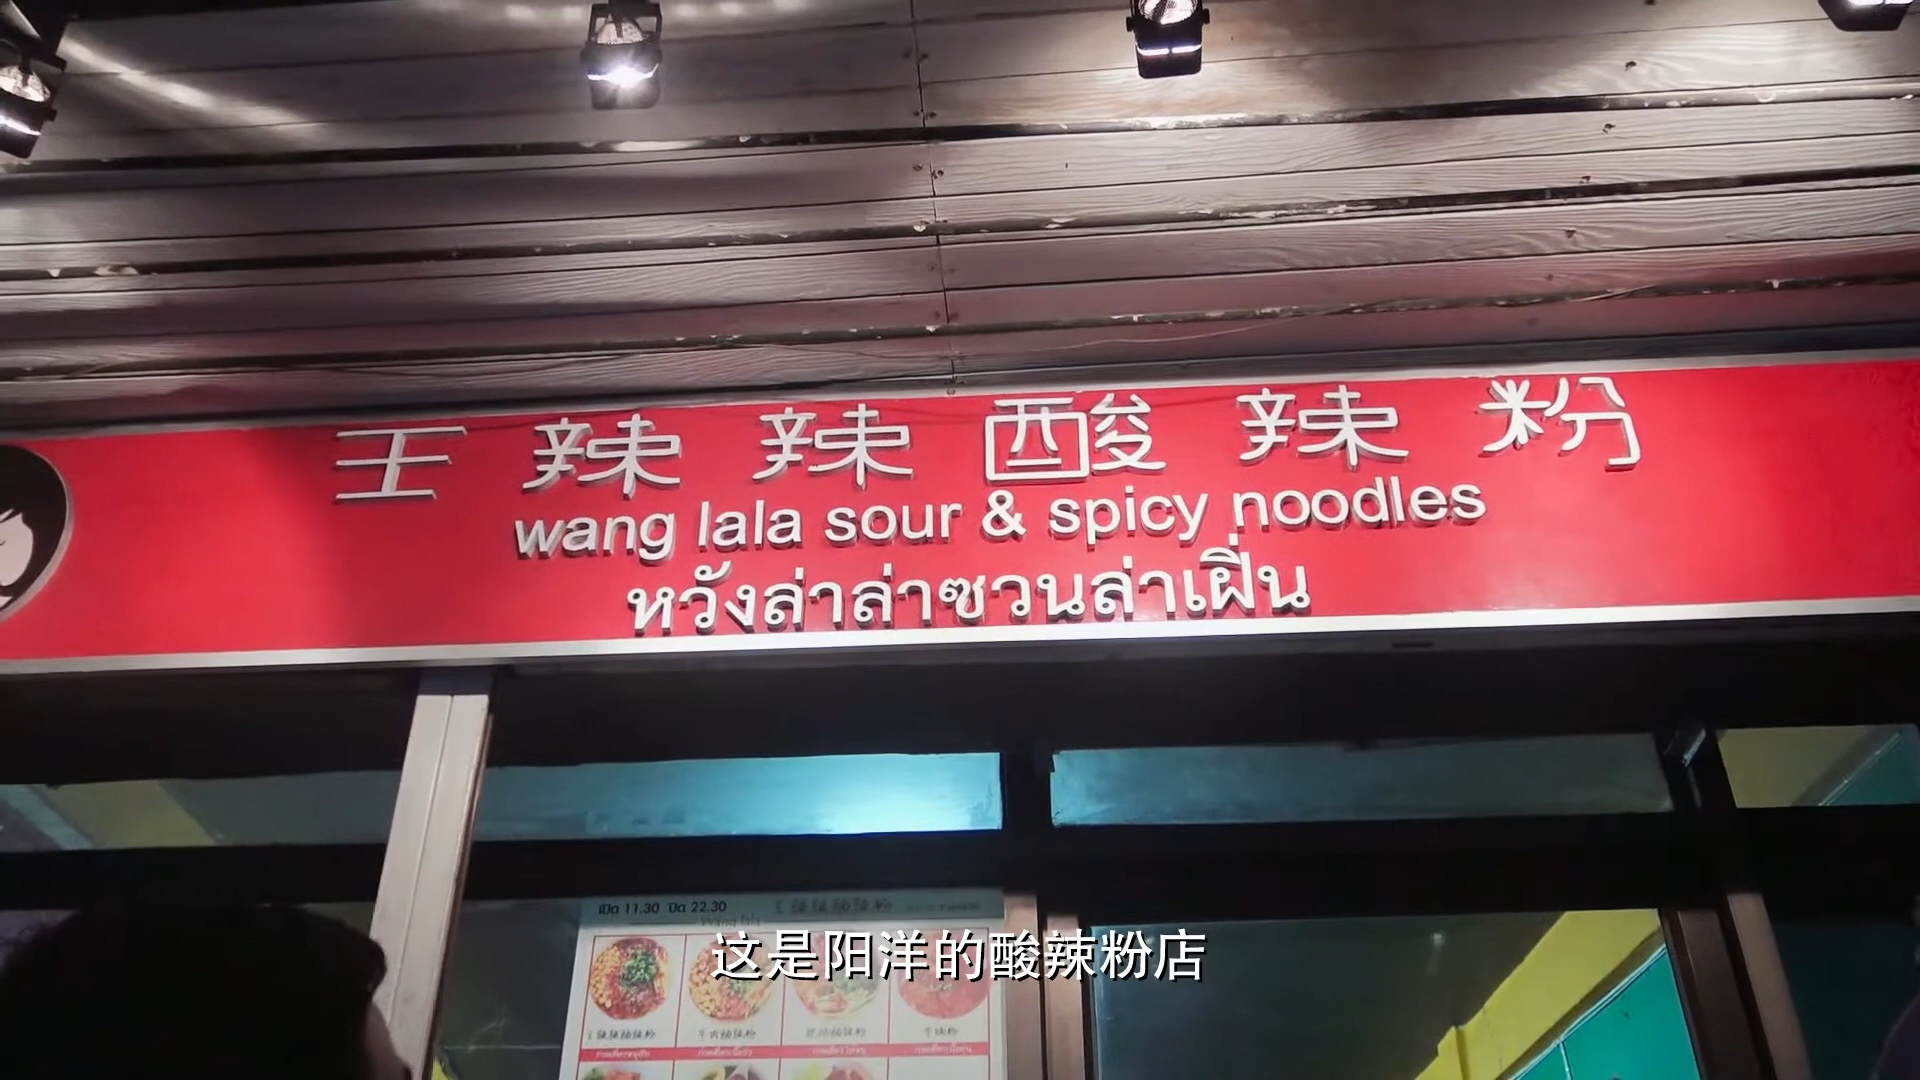 王辣辣酸辣粉
wang lala sour & spicy noodles
หวังล่าล่าซวนล่าเฝิ่น
เปิด 11.30 ปิด 22.30
这是阳洋的酸辣粉店